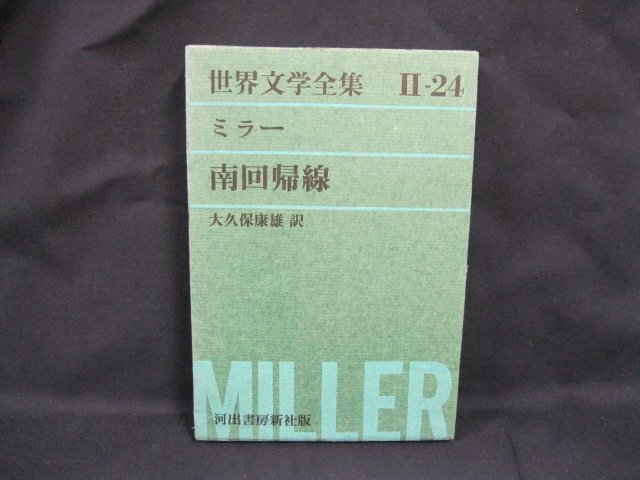 世界文学全集 II-24
ミラー
南回帰線
大久保康雄 訳
MILLER
河出書房新社版